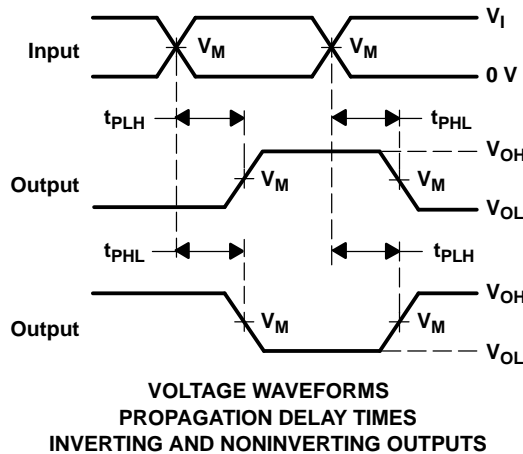 V_I
Input V_M V_M
0 V
t_PLH t_PHL
V_OH
Output V_M V_M
V_OL
t_PHL t_PLH
V_OH
Output V_M V_M
V_OL
VOLTAGE WAVEFORMS
PROPAGATION DELAY TIMES
INVERTING AND NONINVERTING OUTPUTS